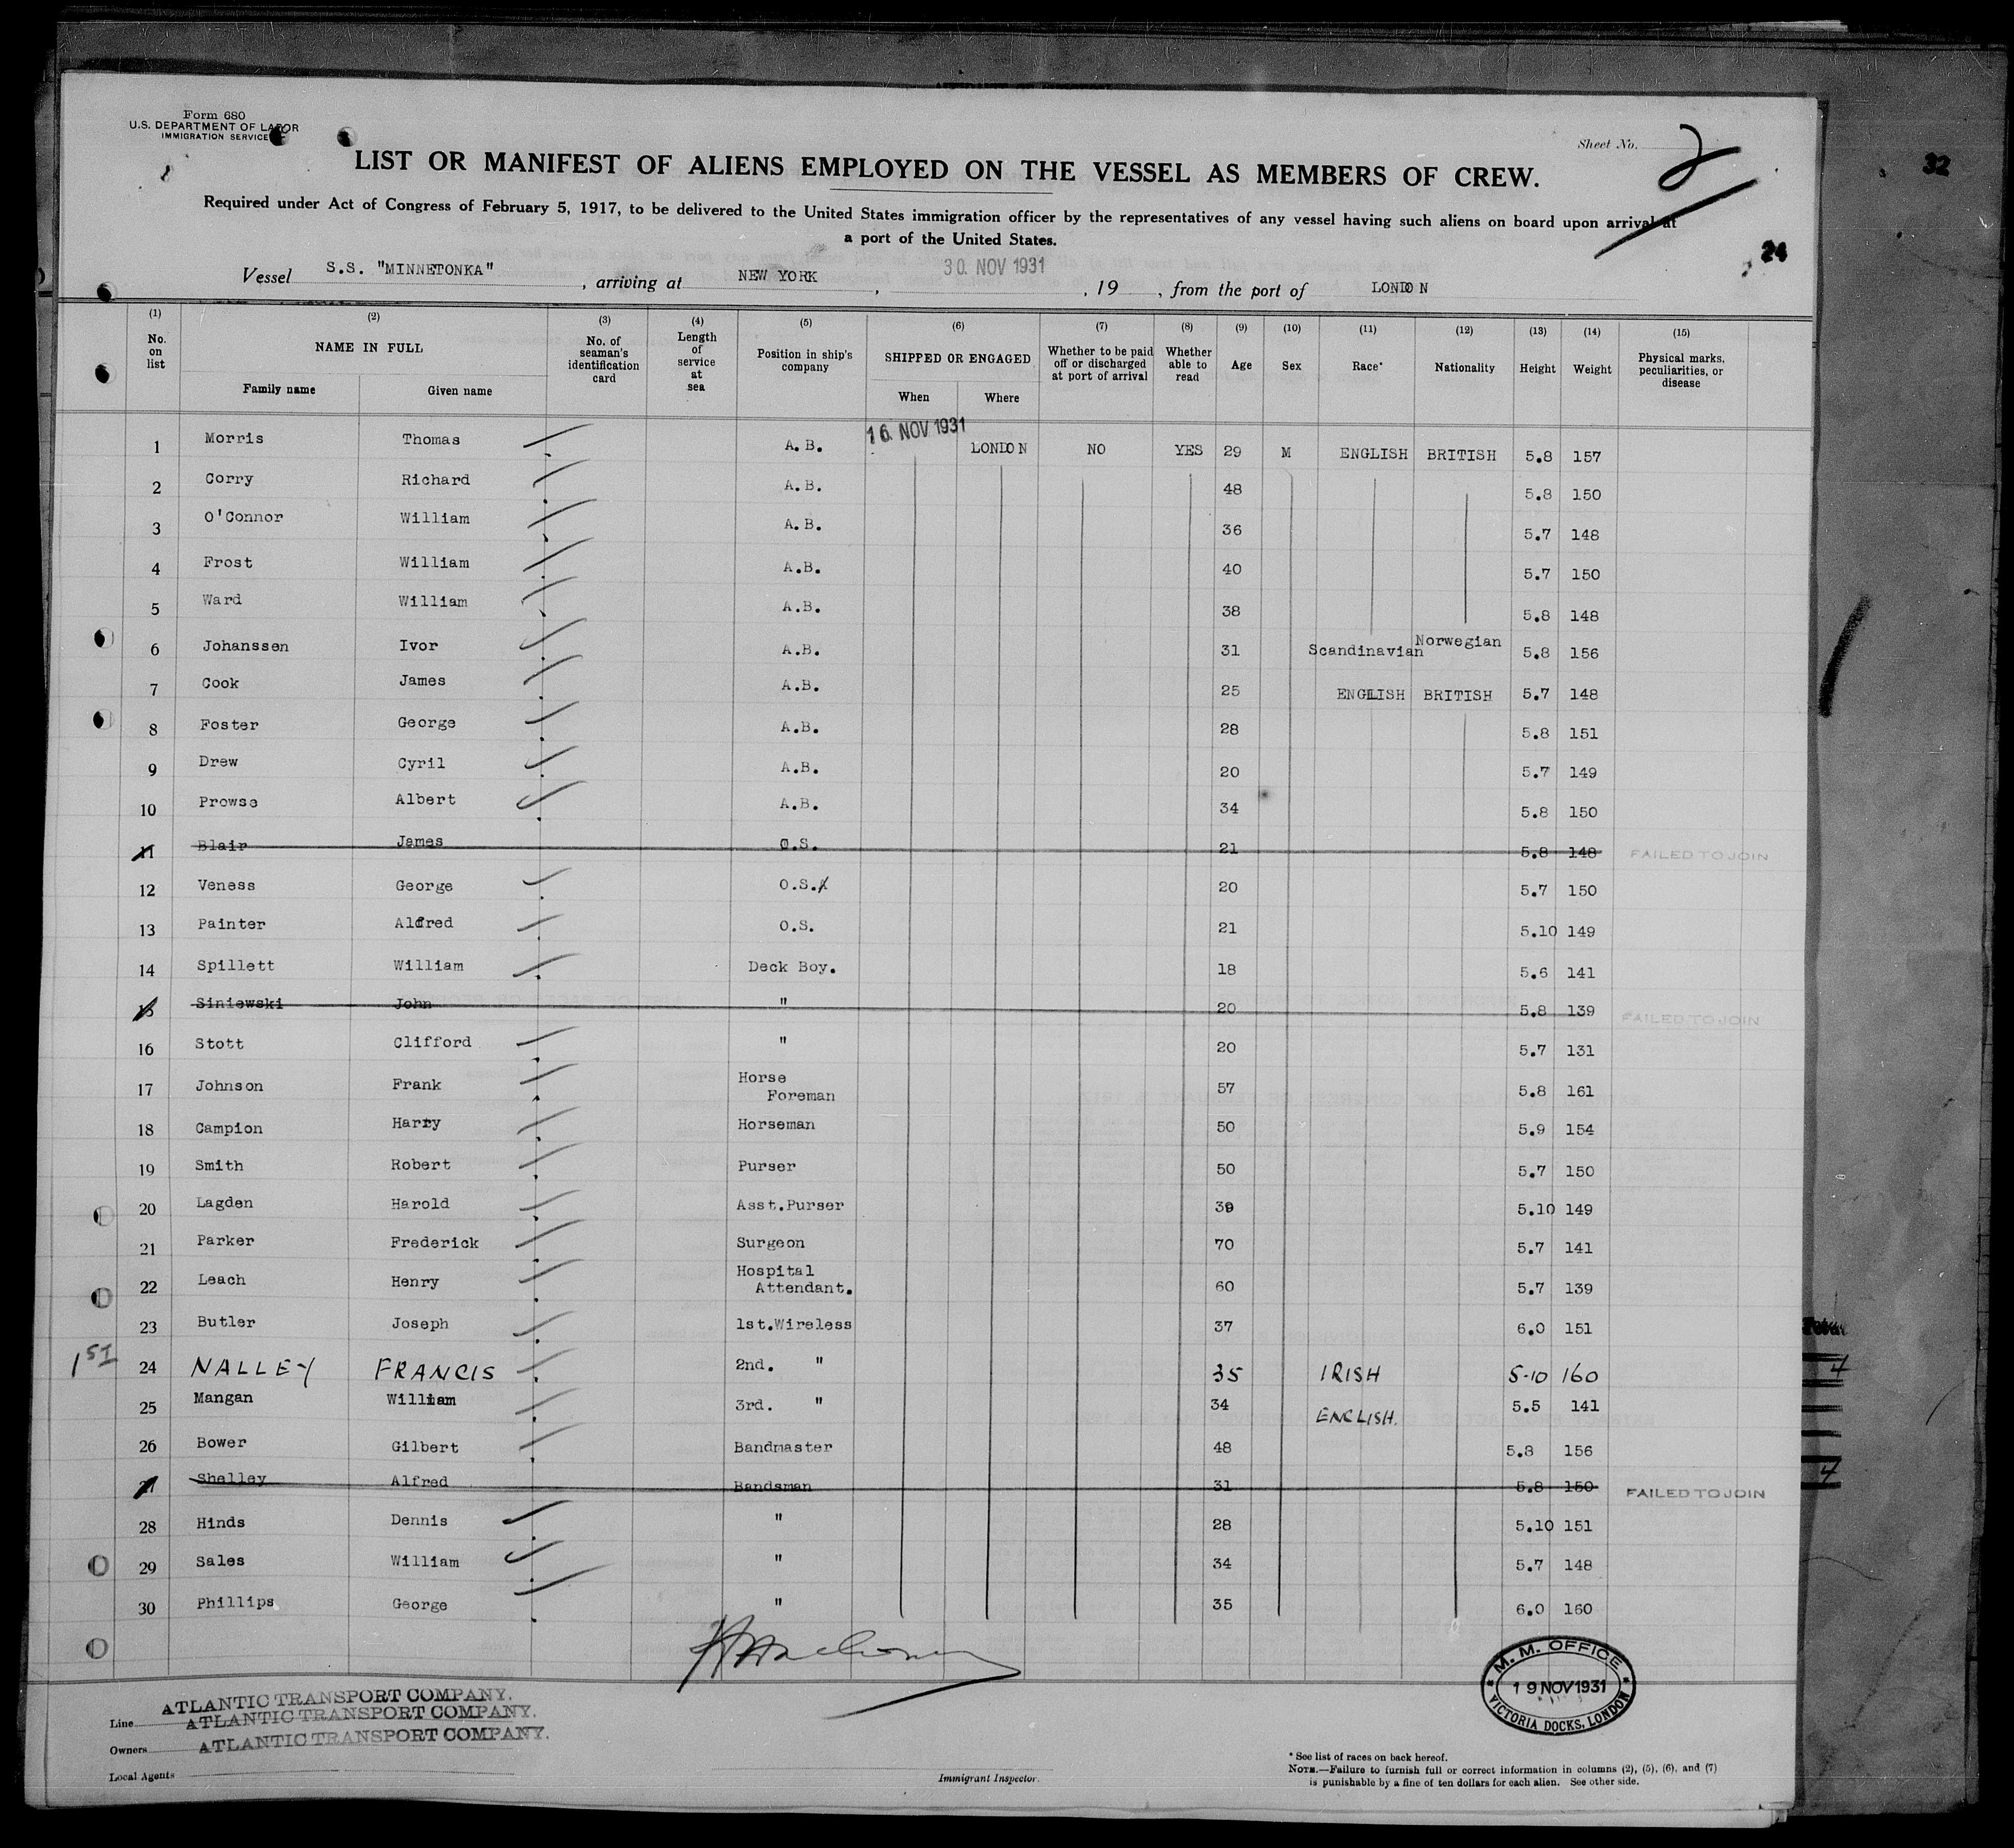 Form 680
U.S. DEPARTMENT OF LABOR
IMMIGRATION SERVICE
Sheet No. 2
32
LIST OR MANIFEST OF ALIENS EMPLOYED ON THE VESSEL AS MEMBERS OF CREW.
Required under Act of Congress of February 5, 1917, to be delivered to the United States immigration officer by the representatives of any vessel having such aliens on board upon arrival at
a port of the United States.
24
Vessel S.S. "MINNETONKA", arriving at NEW YORK, 30 NOV 1931, 19, from the port of LONDON
(1) (2) (3) (4) (5) (6) (7) (8) (9) (10) (11) (12) (13) (14) (15)
No. on list NAME IN FULL Family name Given name No. of seaman's identification card Length of service at sea Position in ship's company SHIPPED OR ENGAGED When Where Whether to be paid off or discharged at port of arrival Whether able to read Age Sex Race* Nationality Height Weight Physical marks, peculiarities, or disease
1 Morris Thomas A.B. 16 NOV 1931 LONDON NO YES 29 M ENGLISH BRITISH 5.8 157
2 Corry Richard A.B. 48 5.8 150
3 O'Connor William A.B. 36 5.7 148
4 Frost William A.B. 40 5.7 150
5 Ward William A.B. 38 5.8 148
6 Johanssen Ivor A.B. 31 Scandinavian Norwegian 5.8 156
7 Cook James A.B. 25 ENGLISH BRITISH 5.7 148
8 Foster George A.B. 28 5.8 151
9 Drew Cyril A.B. 20 5.7 149
10 Prowse Albert A.B. 34 5.8 150
11 Blair James O.S. 21 5.8 148 FAILED TO JOIN
12 Veness George O.S. 20 5.7 150
13 Painter Alfred O.S. 21 5.10 149
14 Spillett William Deck Boy. 18 5.6 141
15 Siniewski John " 20 5.8 139 FAILED TO JOIN
16 Stott Clifford " 20 5.7 131
17 Johnson Frank Horse Foreman 57 5.8 161
18 Campion Harry Horseman 50 5.9 154
19 Smith Robert Purser 50 5.7 150
20 Lagden Harold Asst.Purser 39 5.10 149
21 Parker Frederick Surgeon 70 5.7 141
22 Leach Henry Hospital Attendant. 60 5.7 139
23 Butler Joseph 1st.Wireless 37 6.0 151
1ST 24 NALLEY FRANCIS 2nd. " 35 IRISH 5-10 160
25 Mangan William 3rd. " 34 ENGLISH. 5.5 141
26 Bower Gilbert Bandmaster 48 5.8 156
27 Shelley Alfred Bandsman 31 5.8 150 FAILED TO JOIN
28 Hinds Dennis " 28 5.10 151
29 Sales William " 34 5.7 148
30 Phillips George " 35 6.0 160
M. M. OFFICE
19 NOV 1931
VICTORIA DOCKS, LONDON
ATLANTIC TRANSPORT COMPANY.
Line ATLANTIC TRANSPORT COMPANY.
Owners ATLANTIC TRANSPORT COMPANY.
Local Agents
Immigrant Inspector.
* See list of races on back hereof.
NOTE.—Failure to furnish full or correct information in columns (2), (5), (6), and (7)
is punishable by a fine of ten dollars for each alien. See other side.
4
4